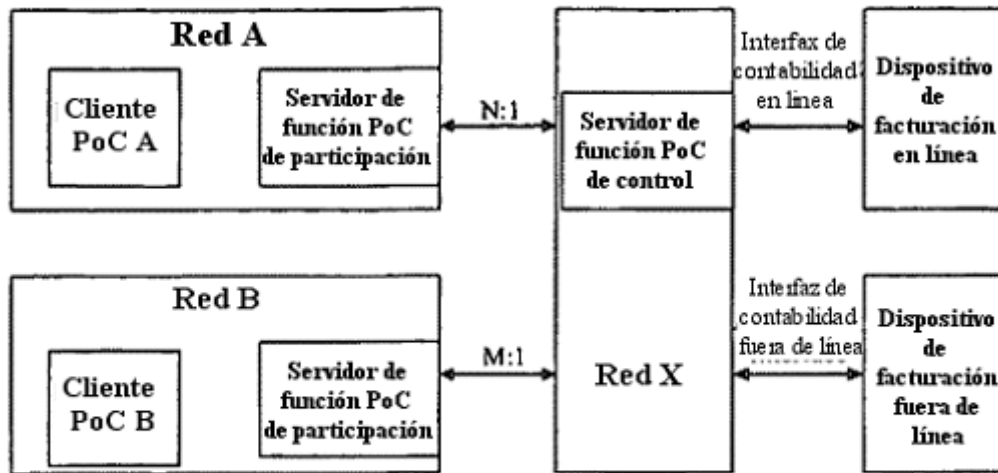 Red A
Cliente
PoC A
Servidor de
función PoC
de participación
N:1
Servidor de
función PoC
de control
Interfax de
contabilidad
en línea
Dispositivo
de
facturación
en línea
Red B
Cliente
PoC B
Servidor de
función PoC
de participación
M:1
Red X
Interfaz de
contabilidad
fuera de línea
Dispositivo
de
facturación
fuera de
línea